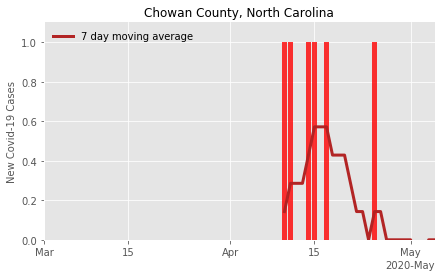 Chowan County, North Carolina
7 day moving average
New Covid-19 Cases
1.0
0.8
0.6
0.4
0.2
0.0
Mar 15 Apr 15 May
2020-May